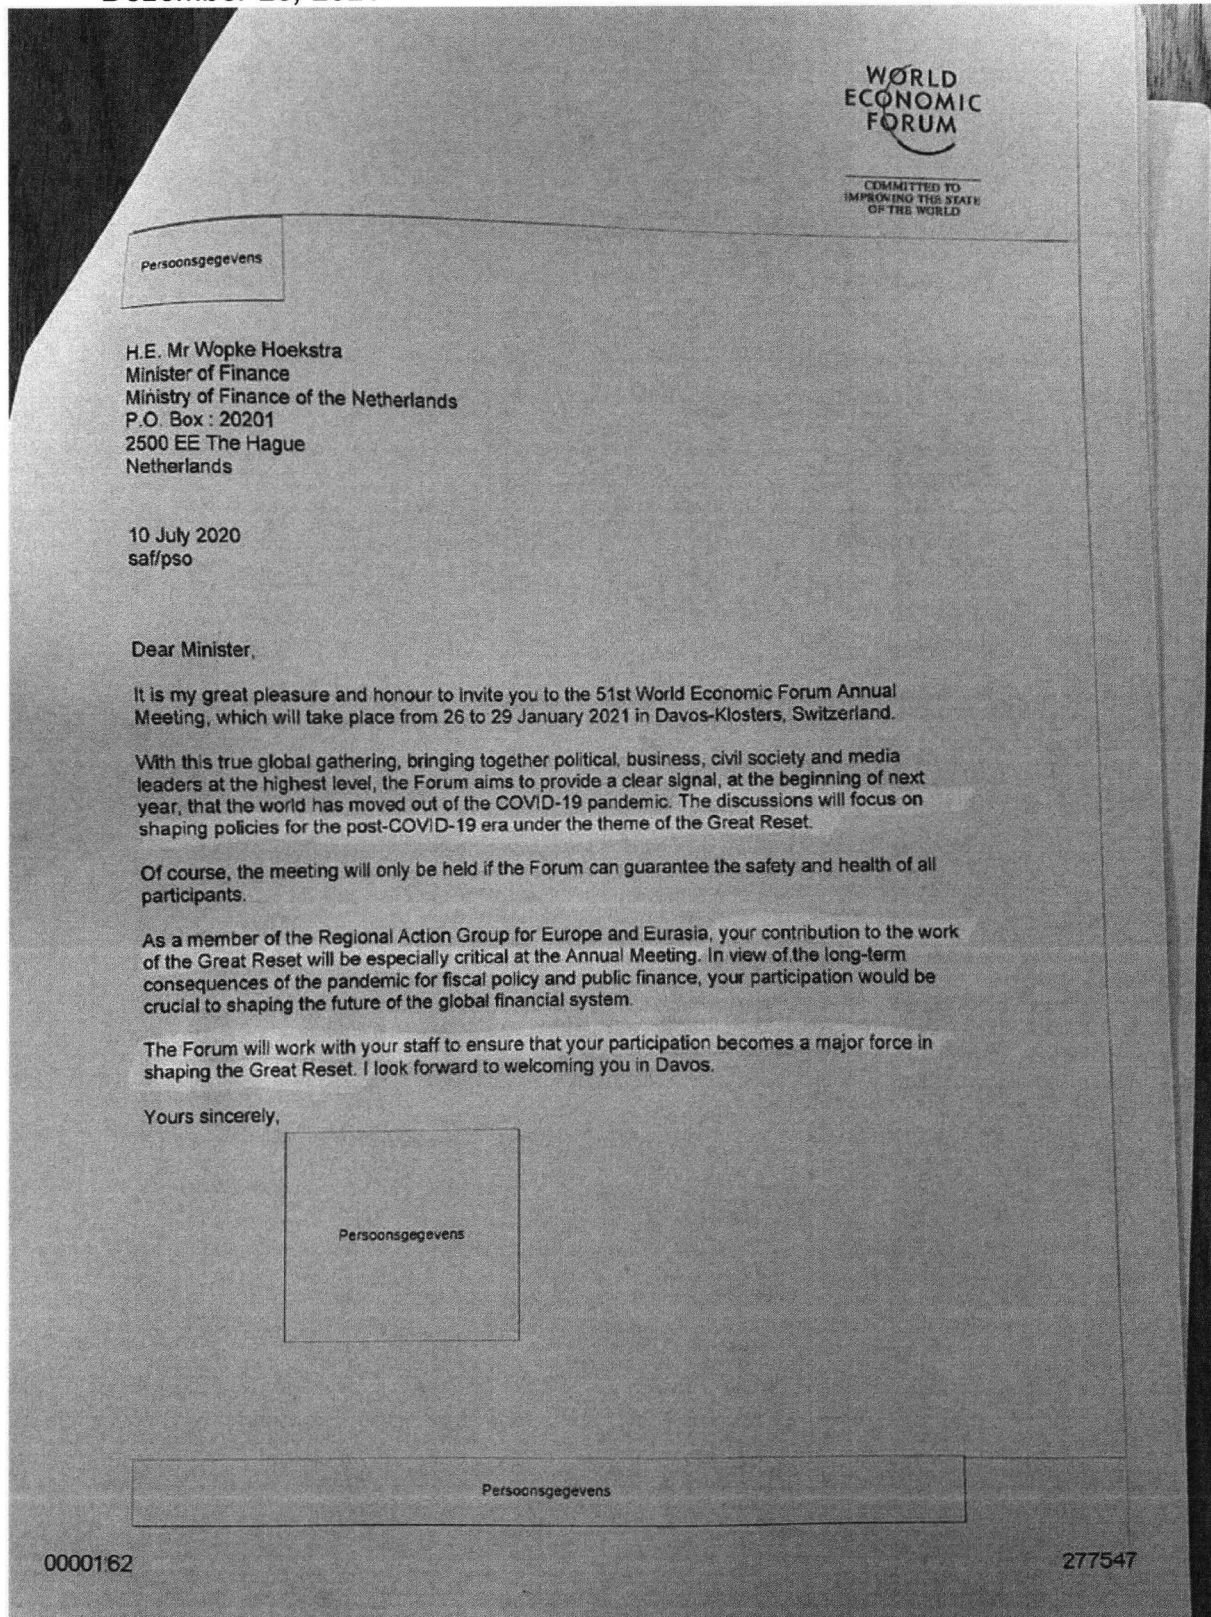 WORLD
ECONOMIC
FORUM
COMMITTED TO
IMPROVING THE STATE
OF THE WORLD
Persoonsgegevens
H.E. Mr Wopke Hoekstra
Minister of Finance
Ministry of Finance of the Netherlands
P.O. Box : 20201
2500 EE The Hague
Netherlands
10 July 2020
saf/pso
Dear Minister,
It is my great pleasure and honour to invite you to the 51st World Economic Forum Annual
Meeting, which will take place from 26 to 29 January 2021 in Davos-Klosters, Switzerland.
With this true global gathering, bringing together political, business, civil society and media
leaders at the highest level, the Forum aims to provide a clear signal, at the beginning of next
year, that the world has moved out of the COVID-19 pandemic. The discussions will focus on
shaping policies for the post-COVID-19 era under the theme of the Great Reset.
Of course, the meeting will only be held if the Forum can guarantee the safety and health of all
participants.
As a member of the Regional Action Group for Europe and Eurasia, your contribution to the work
of the Great Reset will be especially critical at the Annual Meeting. In view of the long-term
consequences of the pandemic for fiscal policy and public finance, your participation would be
crucial to shaping the future of the global financial system.
The Forum will work with your staff to ensure that your participation becomes a major force in
shaping the Great Reset. I look forward to welcoming you in Davos.
Yours sincerely,
Persoonsgegevens
Persoonsgegevens
00001162
277547